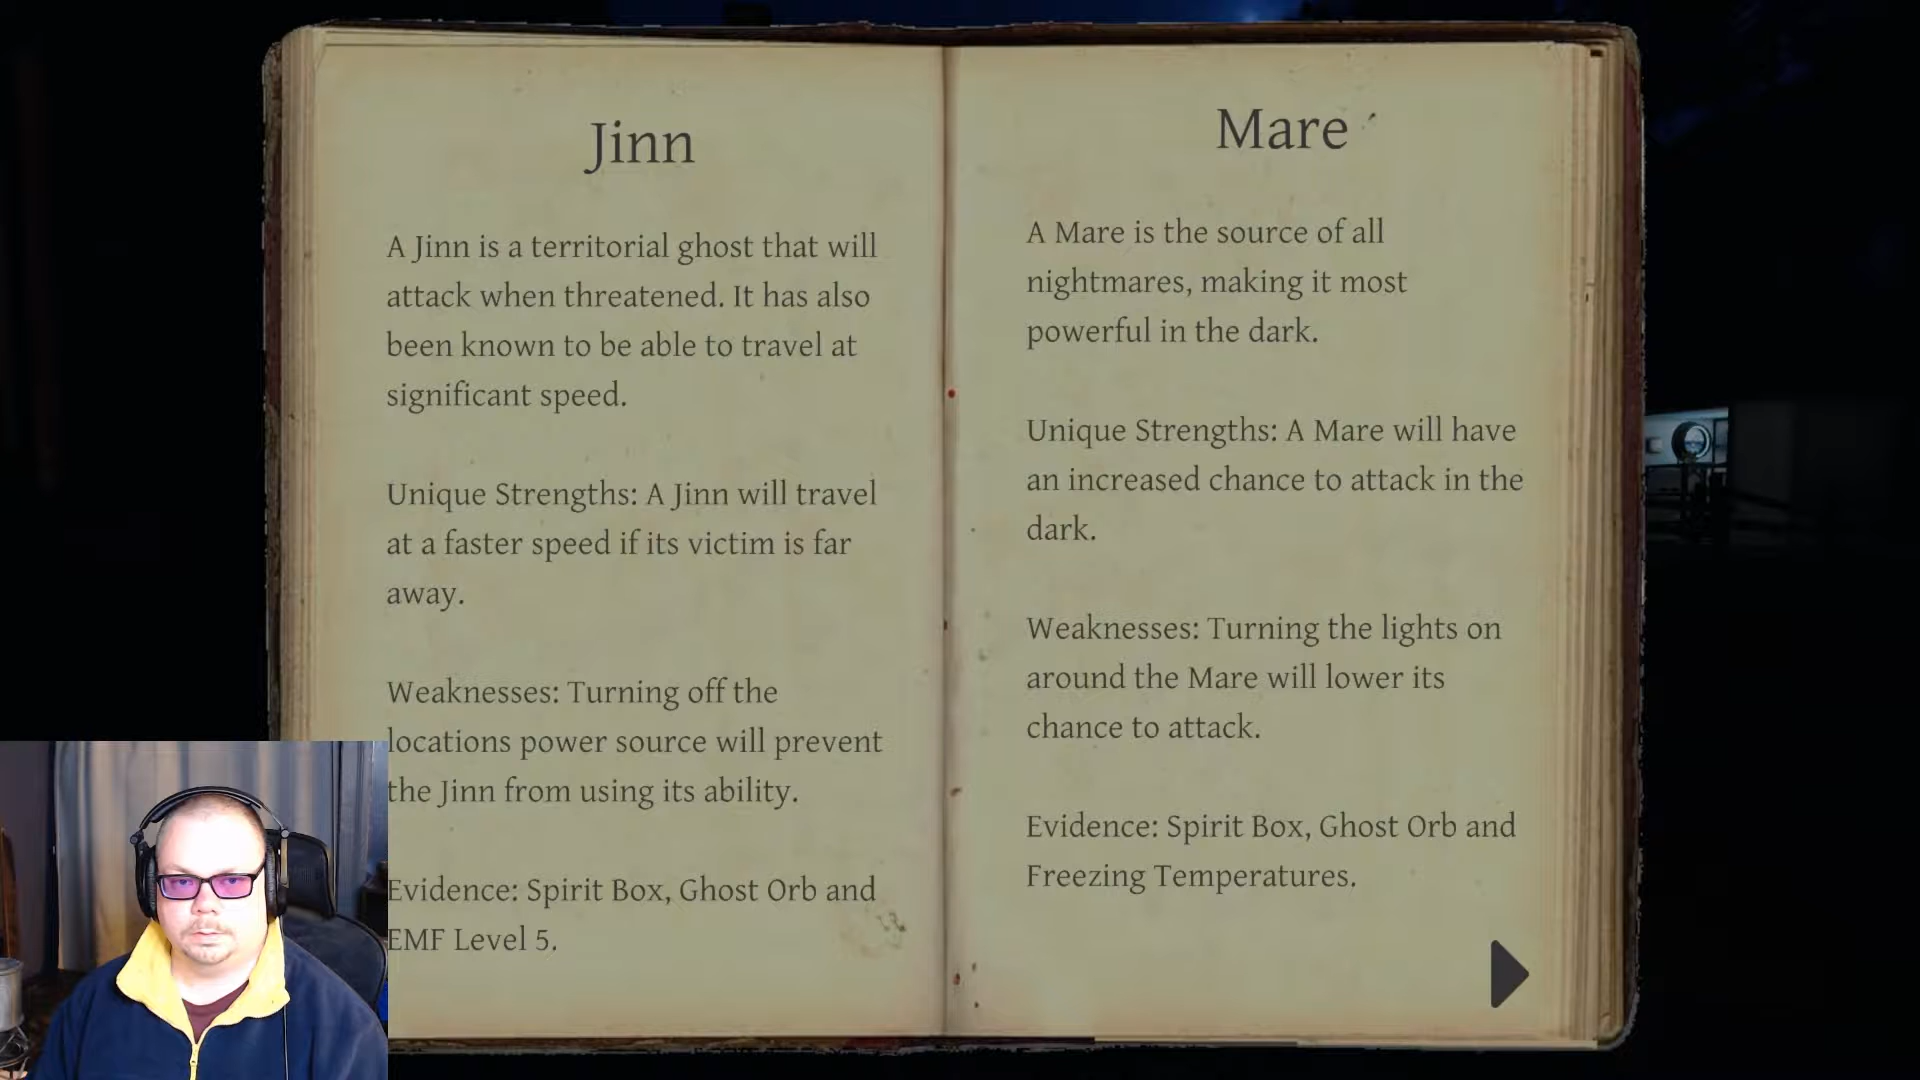 Jinn
A Jinn is a territorial ghost that will
attack when threatened. It has also
been known to be able to travel at
significant speed.
Unique Strengths: A Jinn will travel
at a faster speed if its victim is far
away.
Weaknesses: Turning off the
locations power source will prevent
the Jinn from using its ability.
Evidence: Spirit Box, Ghost Orb and
EMF Level 5.
Mare
A Mare is the source of all
nightmares, making it most
powerful in the dark.
Unique Strengths: A Mare will have
an increased chance to attack in the
dark.
Weaknesses: Turning the lights on
around the Mare will lower its
chance to attack.
Evidence: Spirit Box, Ghost Orb and
Freezing Temperatures.